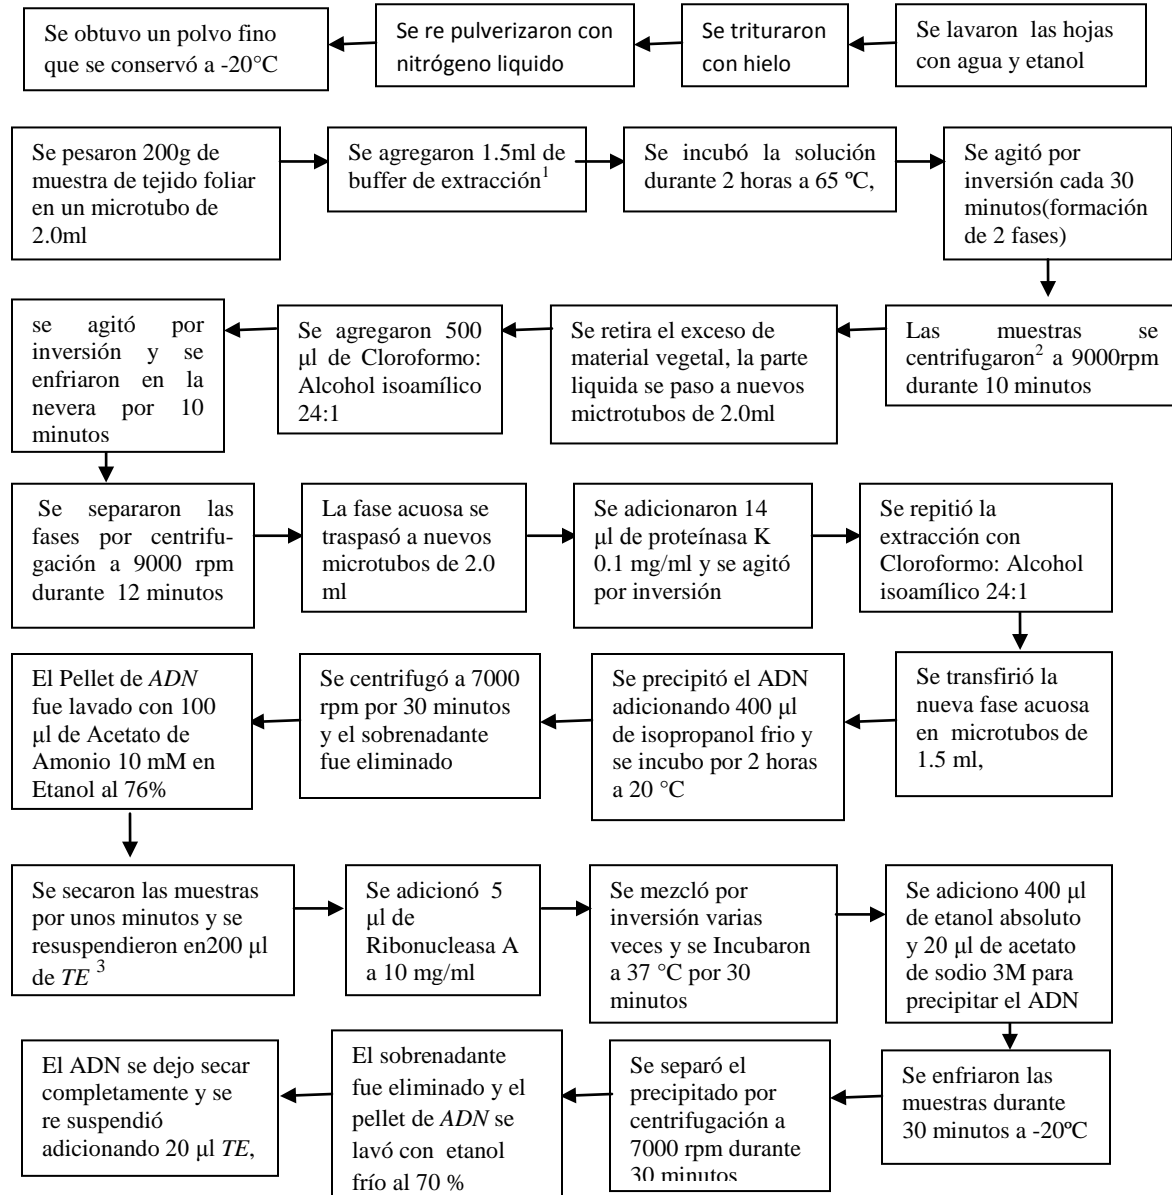 Se lavaron las hojas
con agua y etanol
Se trituraron
con hielo
Se re pulverizaron con
nitrógeno liquido
Se obtuvo un polvo fino
que se conservó a -20°C
Se pesaron 200g de
muestra de tejido foliar
en un microtubo de
2.0ml
Se agregaron 1.5ml de
buffer de extracción1
Se incubó la solución
durante 2 horas a 65 ºC,
Se agitó por
inversión cada 30
minutos(formación
de 2 fases)
Las muestras se
centrifugaron2 a 9000rpm
durante 10 minutos
Se retira el exceso de
material vegetal, la parte
liquida se paso a nuevos
mictrotubos de 2.0ml
Se agregaron 500
µl de Cloroformo:
Alcohol isoamílico
24:1
se agitó por
inversión y se
enfriaron en la
nevera por 10
minutos
Se separaron las
fases por centrifu-
gación a 9000 rpm
durante 12 minutos
La fase acuosa se
traspasó a nuevos
microtubos de 2.0
ml
Se adicionaron 14
µl de proteínasa K
0.1 mg/ml y se agitó
por inversión
Se repitió la
extracción con
Cloroformo: Alcohol
isoamílico 24:1
Se transfirió la
nueva fase acuosa
en microtubos de
1.5 ml,
Se precipitó el ADN
adicionando 400 µl
de isopropanol frio y
se incubo por 2 horas
a 20 °C
Se centrifugó a 7000
rpm por 30 minutos
y el sobrenadante
fue eliminado
El Pellet de ADN
fue lavado con 100
µl de Acetato de
Amonio 10 mM en
Etanol al 76%
Se secaron las muestras
por unos minutos y se
resuspendieron en200 µl
de TE 3
Se adicionó 5
µl de
Ribonucleasa A
a 10 mg/ml
Se mezcló por
inversión varias
veces y se Incubaron
a 37 °C por 30
minutos
Se adiciono 400 µl
de etanol absoluto
y 20 µl de acetato
de sodio 3M para
precipitar el ADN
Se enfriaron las
muestras durante
30 minutos a -20ºC
Se separó el
precipitado por
centrifugación a
7000 rpm durante
30 minutos
El sobrenadante
fue eliminado y el
pellet de ADN se
lavó con etanol
frío al 70 %
El ADN se dejo secar
completamente y se
re suspendió
adicionando 20 µl TE,